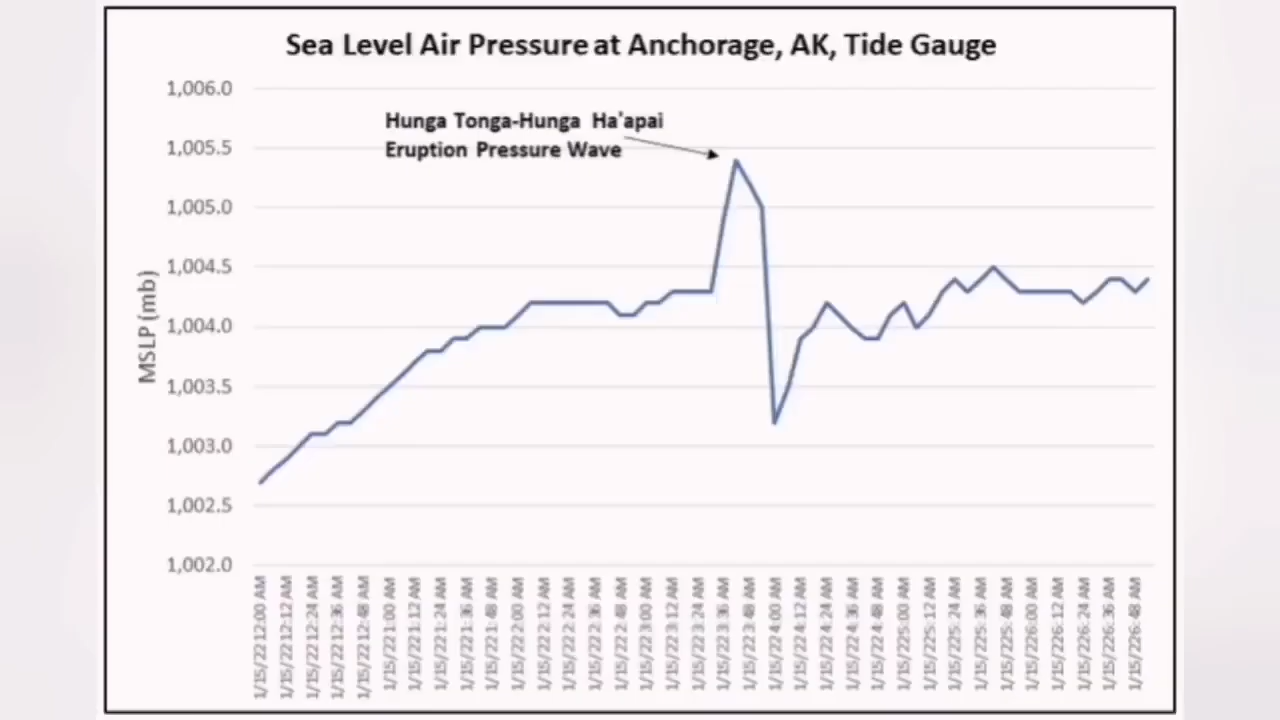 Sea Level Air Pressure at Anchorage, AK, Tide Gauge
1,006.0
Hunga Tonga-Hunga Ha'apai
Eruption Pressure Wave
1,005.5
1,005.0
1,004.5
1,004.0
1,003.5
1,003.0
1,002.5
1,002.0
MSLP (mb)
1/15/22 12:00 AM
1/15/22 12:12 AM
1/15/22 12:24 AM
1/15/22 12:36 AM
1/15/22 12:48 AM
1/15/22 1:00 AM
1/15/22 1:12 AM
1/15/22 1:24 AM
1/15/22 1:36 AM
1/15/22 1:48 AM
1/15/22 2:00 AM
1/15/22 2:12 AM
1/15/22 2:24 AM
1/15/22 2:36 AM
1/15/22 2:48 AM
1/15/22 3:00 AM
1/15/22 3:12 AM
1/15/22 3:24 AM
1/15/22 3:36 AM
1/15/22 3:48 AM
1/15/22 4:00 AM
1/15/22 4:12 AM
1/15/22 4:24 AM
1/15/22 4:36 AM
1/15/22 4:48 AM
1/15/22 5:00 AM
1/15/22 5:12 AM
1/15/22 5:24 AM
1/15/22 5:36 AM
1/15/22 5:48 AM
1/15/22 6:00 AM
1/15/22 6:12 AM
1/15/22 6:24 AM
1/15/22 6:36 AM
1/15/22 6:48 AM